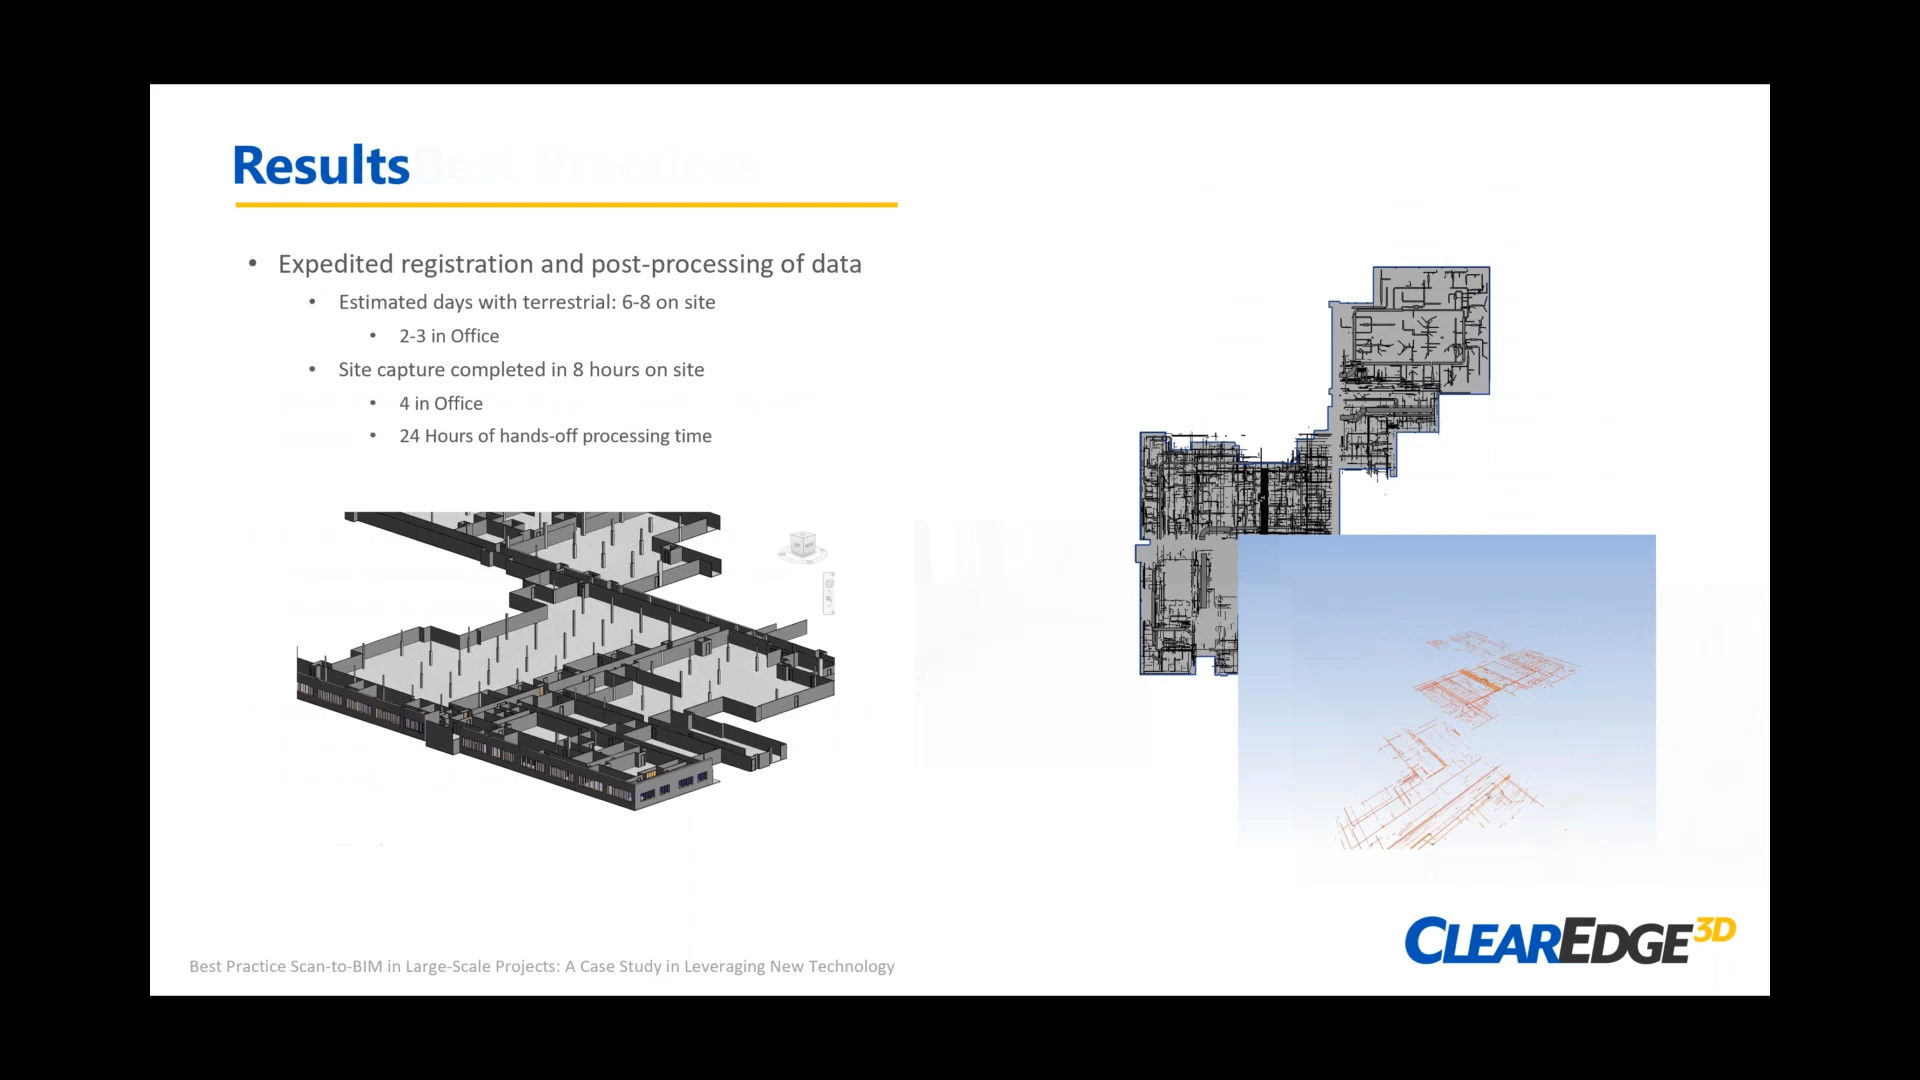 Results
• Expedited registration and post-processing of data
• Estimated days with terrestrial: 6-8 on site
• 2-3 in Office
• Site capture completed in 8 hours on site
• 4 in Office
• 24 Hours of hands-off processing time
CLEAREDGE3D
Best Practice Scan-to-BIM in Large-Scale Projects: A Case Study in Leveraging New Technology